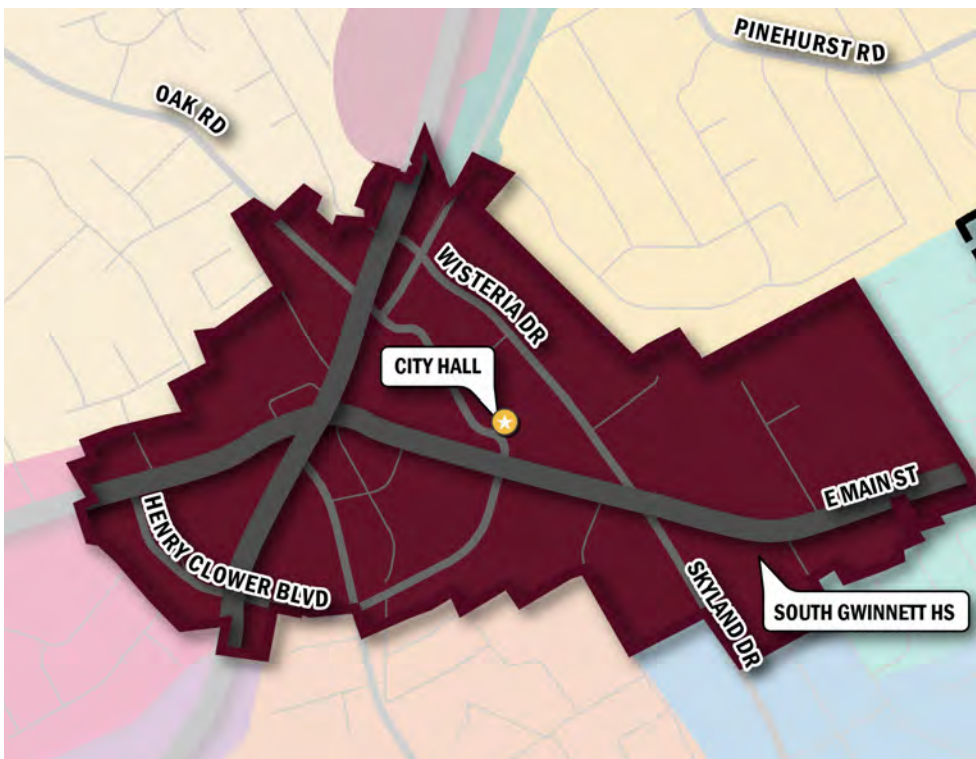 PINEHURST RD
OAK RD
WISTERIA DR
CITY HALL
E MAIN ST
HENRY CLOWER BLVD
SKYLAND DR
SOUTH GWINNETT HS